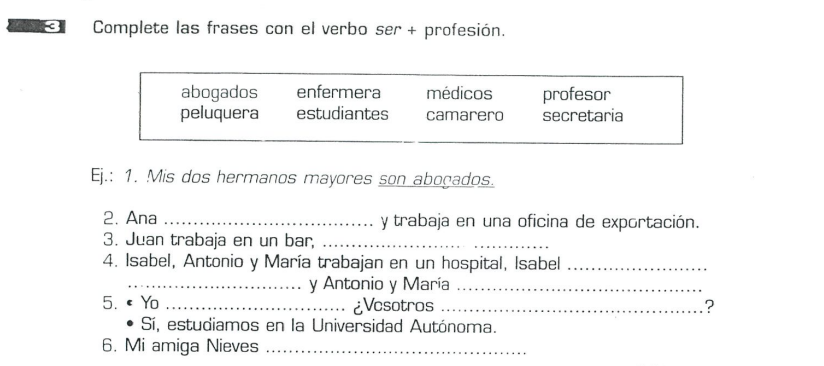 3 Complete las frases con el verbo ser + profesión.
abogados enfermera médicos profesor
peluquera estudiantes camarero secretaria
Ej.: 1. Mis dos hermanos mayores son abogados.
2. Ana .................................. y trabaja en una oficina de exportación.
3. Juan trabaja en un bar, ....................... .............
4. Isabel, Antonio y María trabajan en un hospital, Isabel .......................
............................. y Antonio y María ........................................
5. • Yo .............................. ¿Vosotros ............................................?
• Sí, estudiamos en la Universidad Autónoma.
6. Mi amiga Nieves ...........................................